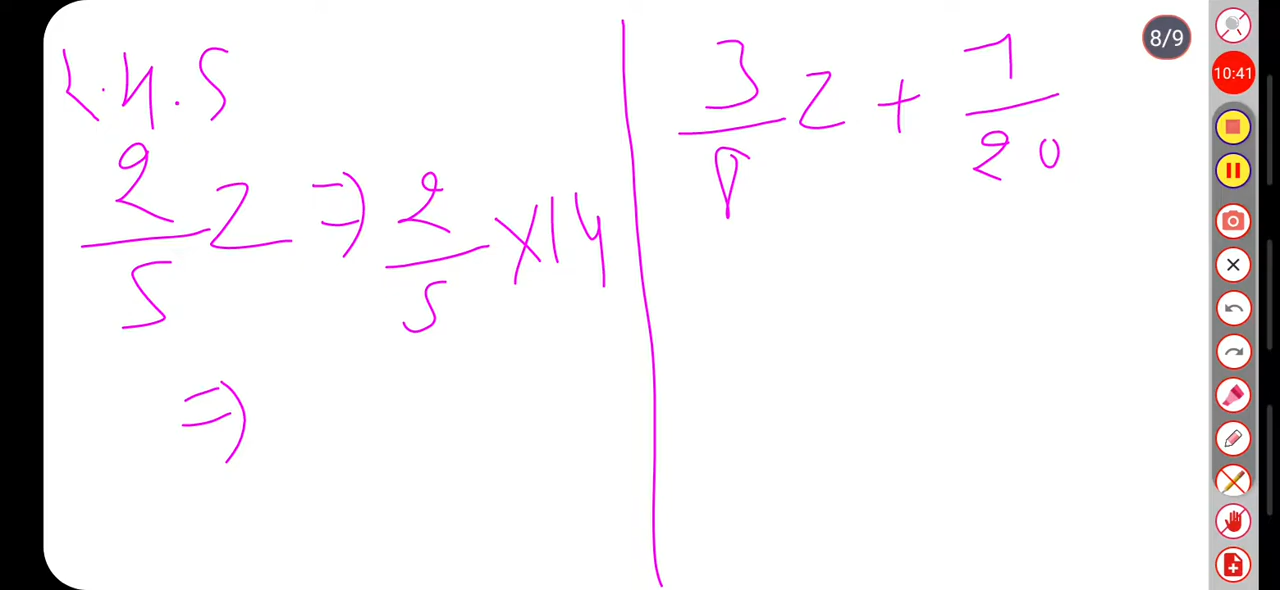 L.H.S
2/5 Z ⇒ 2/5 × 14
⇒
3/8 Z + 7/20
8/9
10:41